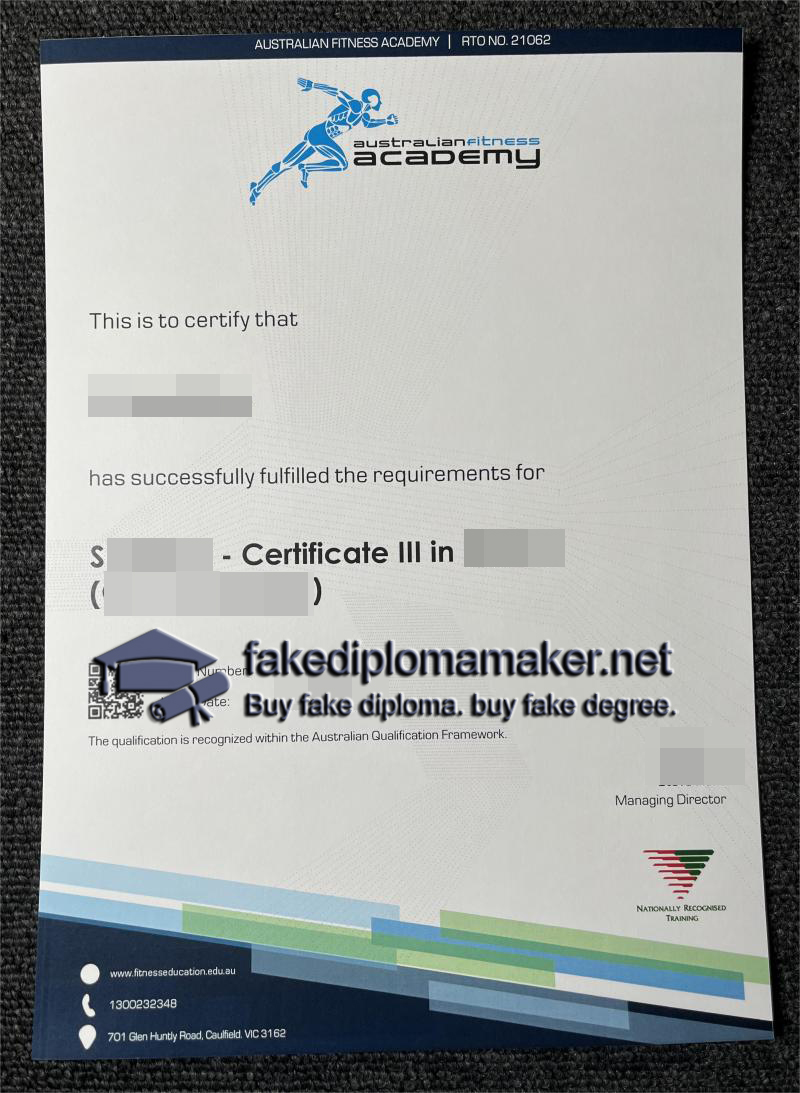 AUSTRALIAN FITNESS ACADEMY | RTO NO. 21062
australianfitness
academy
This is to certify that
has successfully fulfilled the requirements for
S - Certificate III in
( )
fakediplomamaker.net
Number
ate:
Buy fake diploma. buy fake degree.
The qualification is recognized within the Australian Qualification Framework.
Managing Director
NATIONALLY RECOGNISED
TRAINING
www.fitnesseducation.edu.au
1300232348
701 Glen Huntly Road, Caulfield, VIC 3162